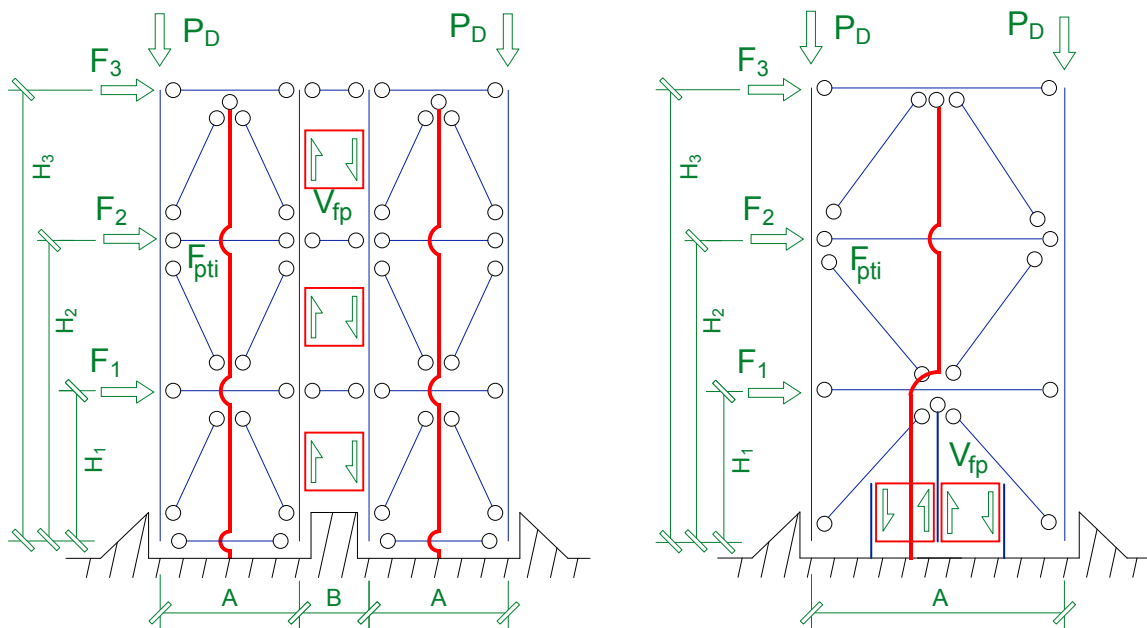 P_D
P_D
F_3
H_3
V_fp
F_2
F_pti
H_2
F_1
H_1
A
B
A
P_D
P_D
F_3
H_3
F_2
F_pti
H_2
F_1
H_1
V_fp
A